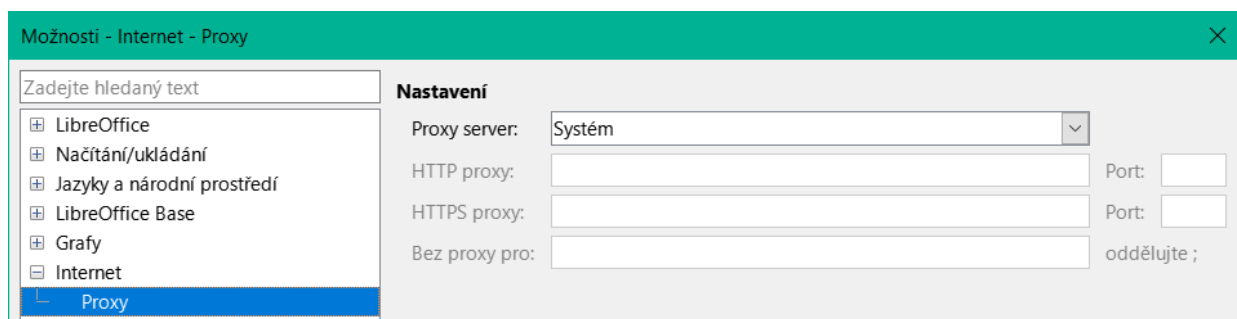 Možnosti - Internet - Proxy
Zadejte hledaný text
LibreOffice
Načítání/ukládání
Jazyky a národní prostředí
LibreOffice Base
Grafy
Internet
Proxy
Nastavení
Proxy server: Systém
HTTP proxy: Port:
HTTPS proxy: Port:
Bez proxy pro: oddělujte ;